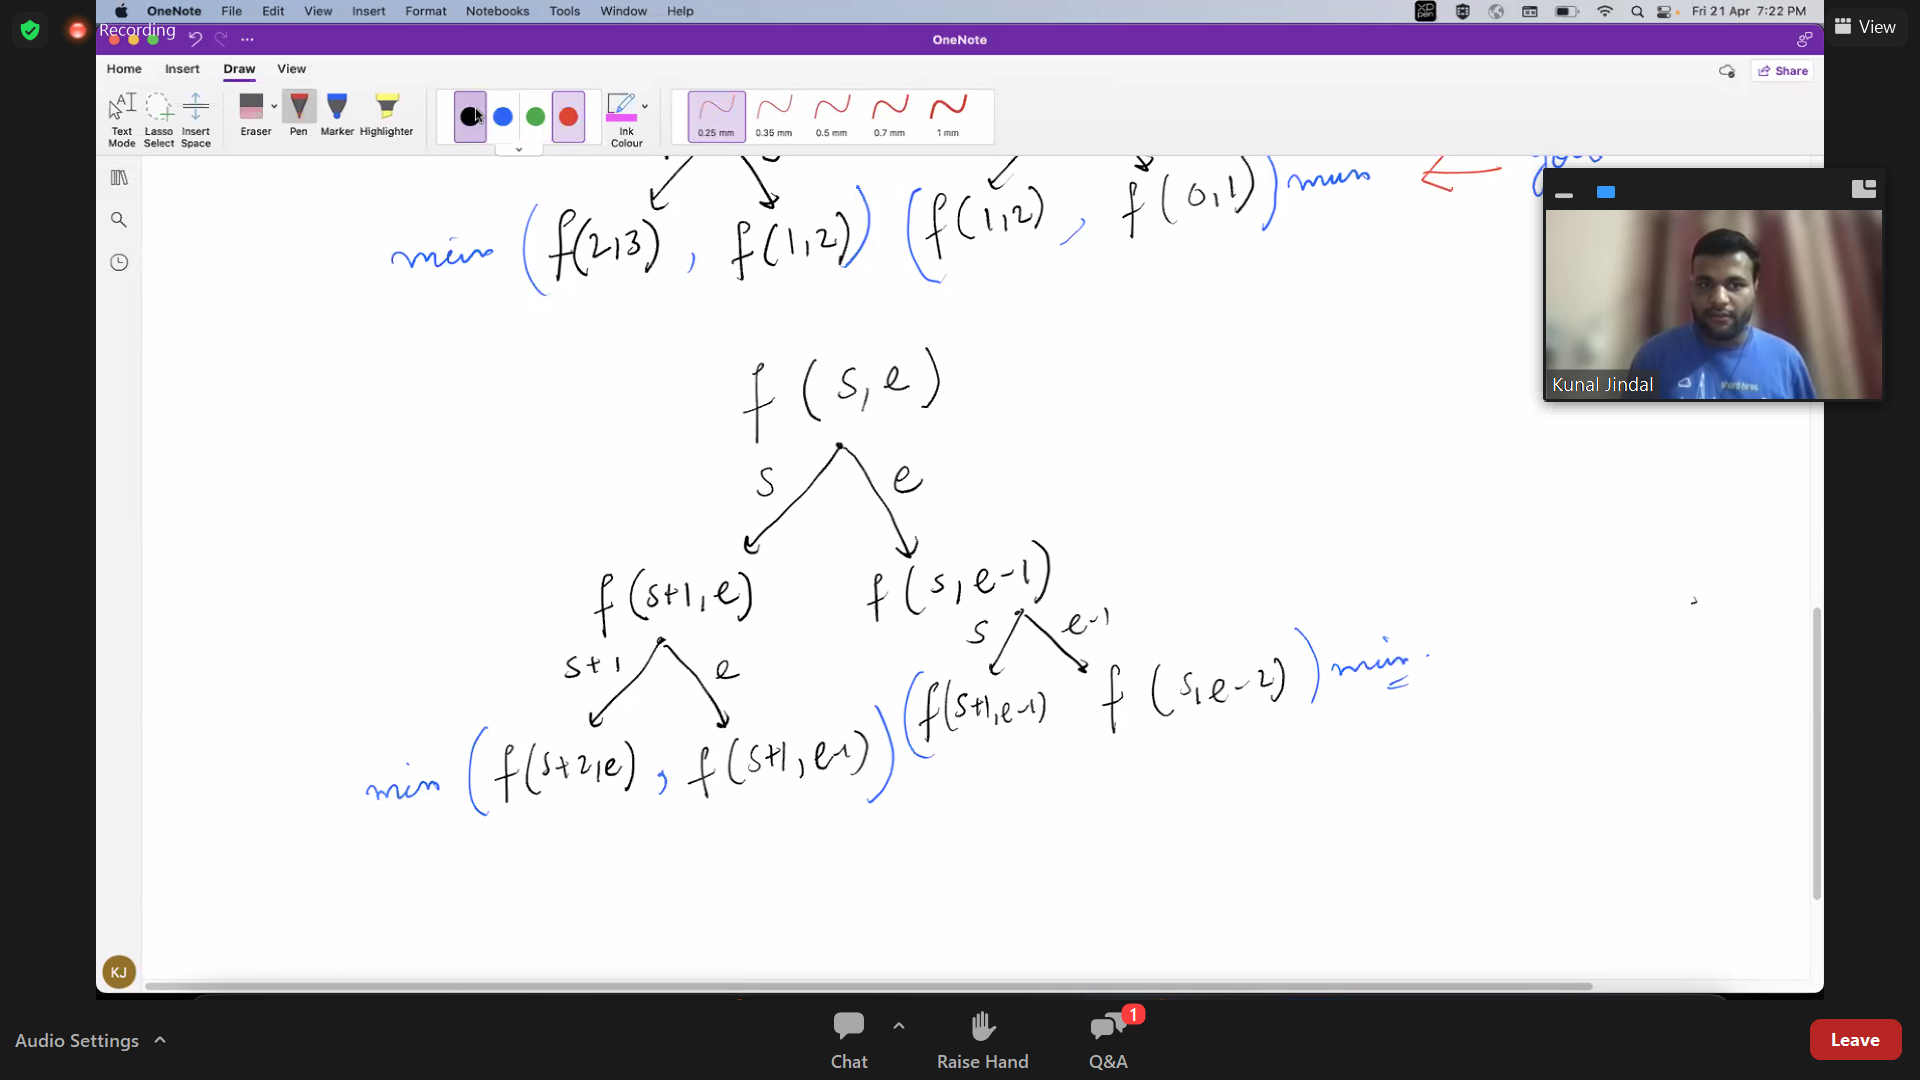 OneNote File Edit View Insert Format Notebooks Tools Window Help Fri 21 Apr 7:22 PM
Recording
OneNote
View
Home Insert Draw View
Share
Text Mode
Lasso Select
Insert Space
Eraser
Pen
Marker
Highlighter
Ink Colour
0.25 mm 0.35 mm 0.5 mm 0.7 mm 1 mm
min (f(2,3) , f(1,2)) (f(1,2) , f(0,1)) min
Kunal Jindal
f (s,e)
s e
f (s+1,e) f (s,e-1)
s e-1
s+1 e
(f(s+1,e-1) f (s,e-2)) min
min (f(s+2,e) , f(s+1,e-1))
KJ
Audio Settings
Chat
Raise Hand
1
Q&A
Leave